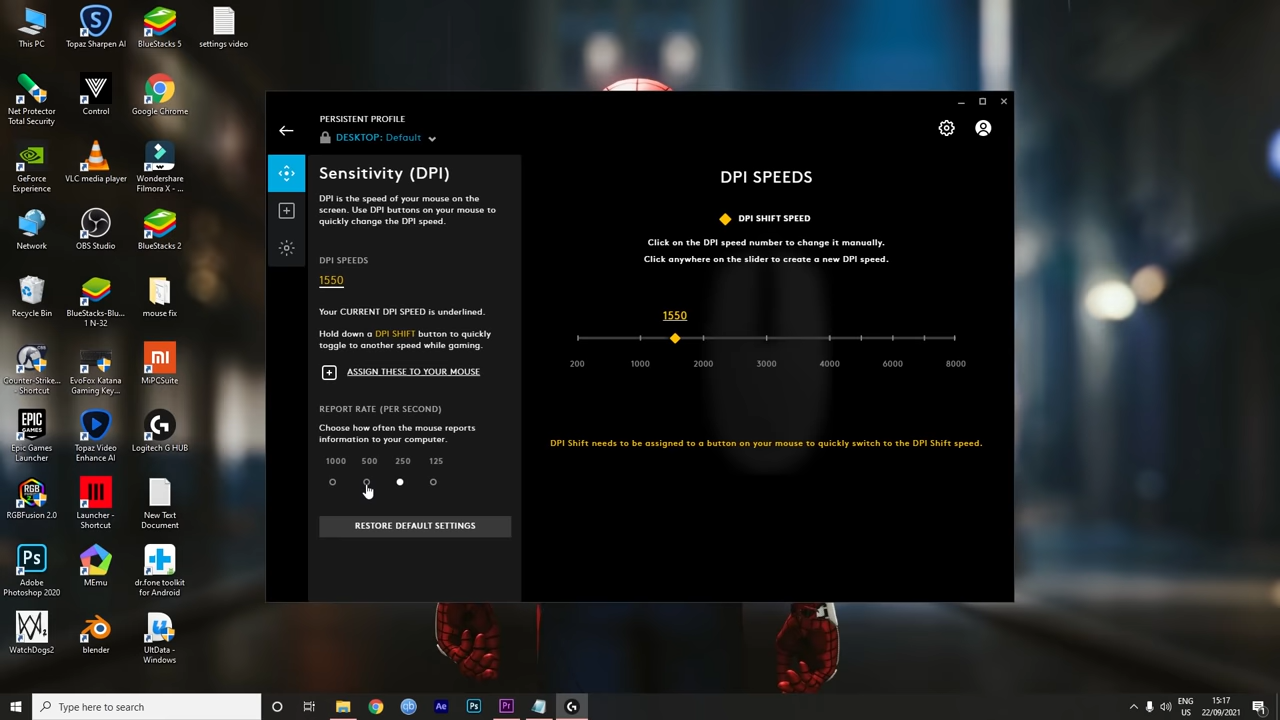 This PC
Topaz Sharpen AI
BlueStacks 5
settings video
Net Protector
Total Security
Control
Google Chrome
GeForce
Experience
VLC media player
Wondershare
Filmora X - ...
Network
OBS Studio
BlueStacks 2
Recycle Bin
BlueStacks-Blu...
1 N-32
mouse fix
Counter-Strike...
- Shortcut
EvoFox Katana
Gaming Key...
MiPCSuite
Epic Games
Launcher
Topaz Video
Enhance AI
Logitech G HUB
RGBFusion 2.0
Launcher -
Shortcut
New Text
Document
Adobe
Photoshop 2020
MEmu
dr.fone toolkit
for Android
WatchDogs2
blender
UltData -
Windows
PERSISTENT PROFILE
DESKTOP: Default
Sensitivity (DPI)
DPI is the speed of your mouse on the
screen. Use DPI buttons on your mouse to
quickly change the DPI speed.
DPI SPEEDS
1550
Your CURRENT DPI SPEED is underlined.
Hold down a DPI SHIFT button to quickly
toggle to another speed while gaming.
ASSIGN THESE TO YOUR MOUSE
REPORT RATE (PER SECOND)
Choose how often the mouse reports
information to your computer.
1000 500 250 125
RESTORE DEFAULT SETTINGS
DPI SPEEDS
DPI SHIFT SPEED
Click on the DPI speed number to change it manually.
Click anywhere on the slider to create a new DPI speed.
1550
200 1000 2000 3000 4000 6000 8000
DPI Shift needs to be assigned to a button on your mouse to quickly switch to the DPI Shift speed.
Type here to search
ENG
US
15:17
22/09/2021